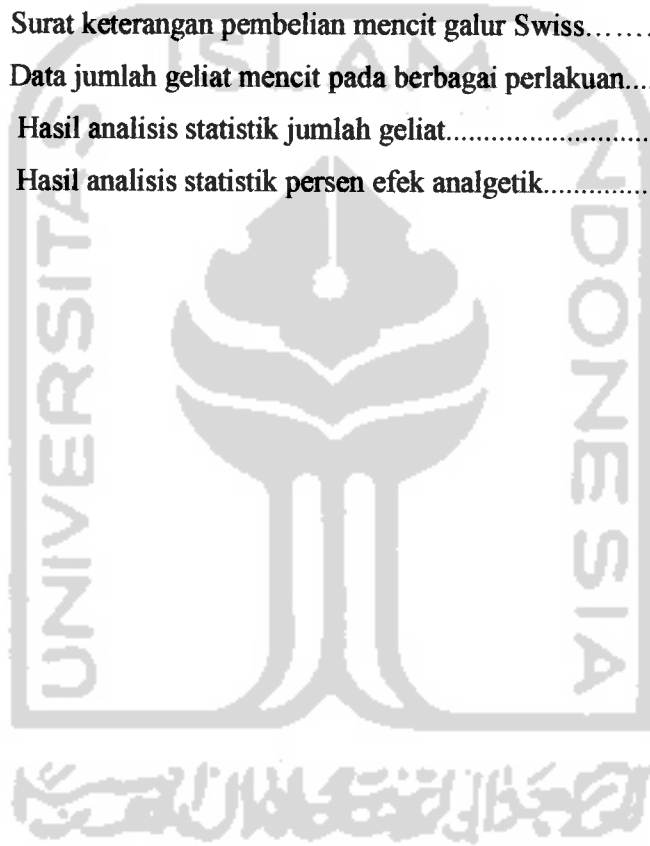 Surat keterangan pembelian mencit galur Swiss.......
Data jumlah geliat mencit pada berbagai perlakuan....
Hasil analisis statistik jumlah geliat.............................
Hasil analisis statistik persen efek analgetik...............
ISLAM
UNIVERSITAS
INDONESIA